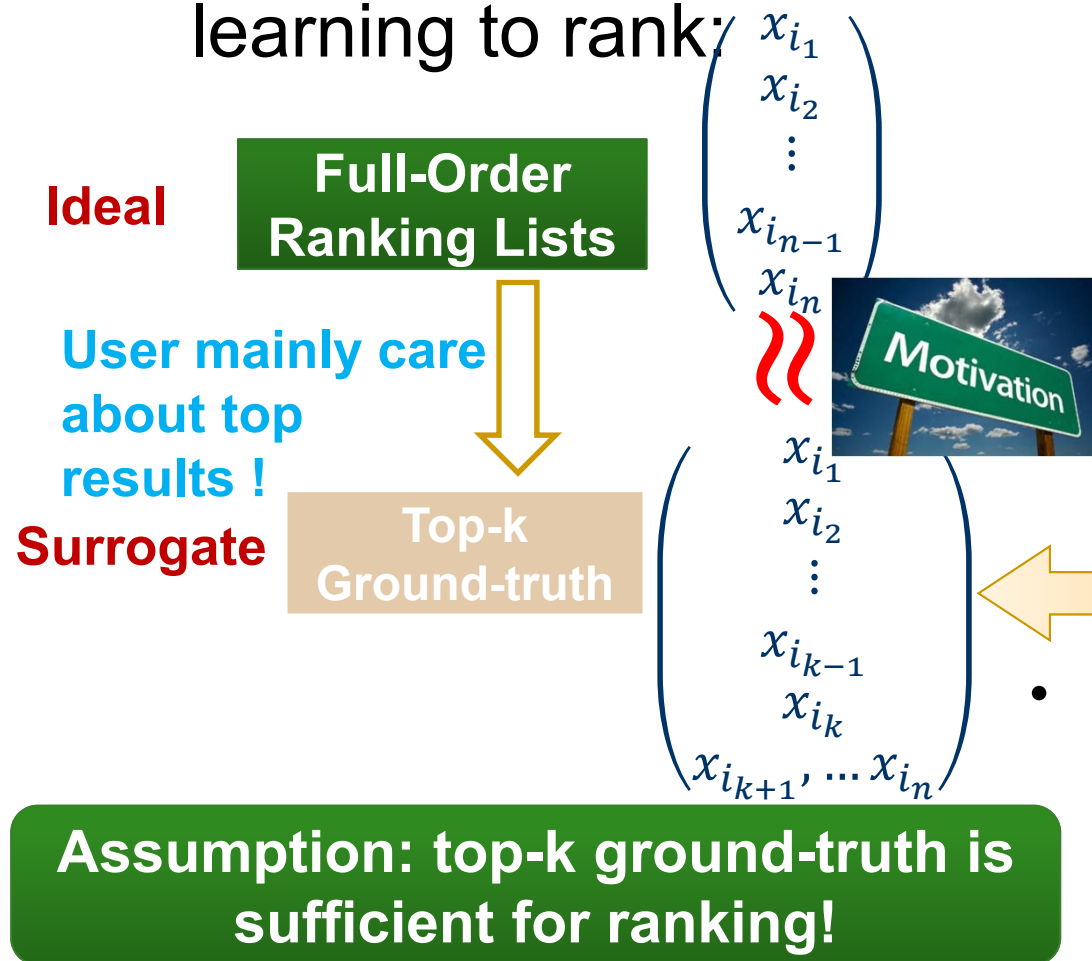 learning to rank:
x_{i_1}
x_{i_2}
⋮
x_{i_{n-1}}
x_{i_n}
Ideal
Full-Order
Ranking Lists
User mainly care
about top
results !
≈
Motivation
Surrogate
Top-k
Ground-truth
x_{i_1}
x_{i_2}
⋮
x_{i_{k-1}}
x_{i_k}
x_{i_{k+1}}, … x_{i_n}
•
Assumption: top-k ground-truth is
sufficient for ranking!